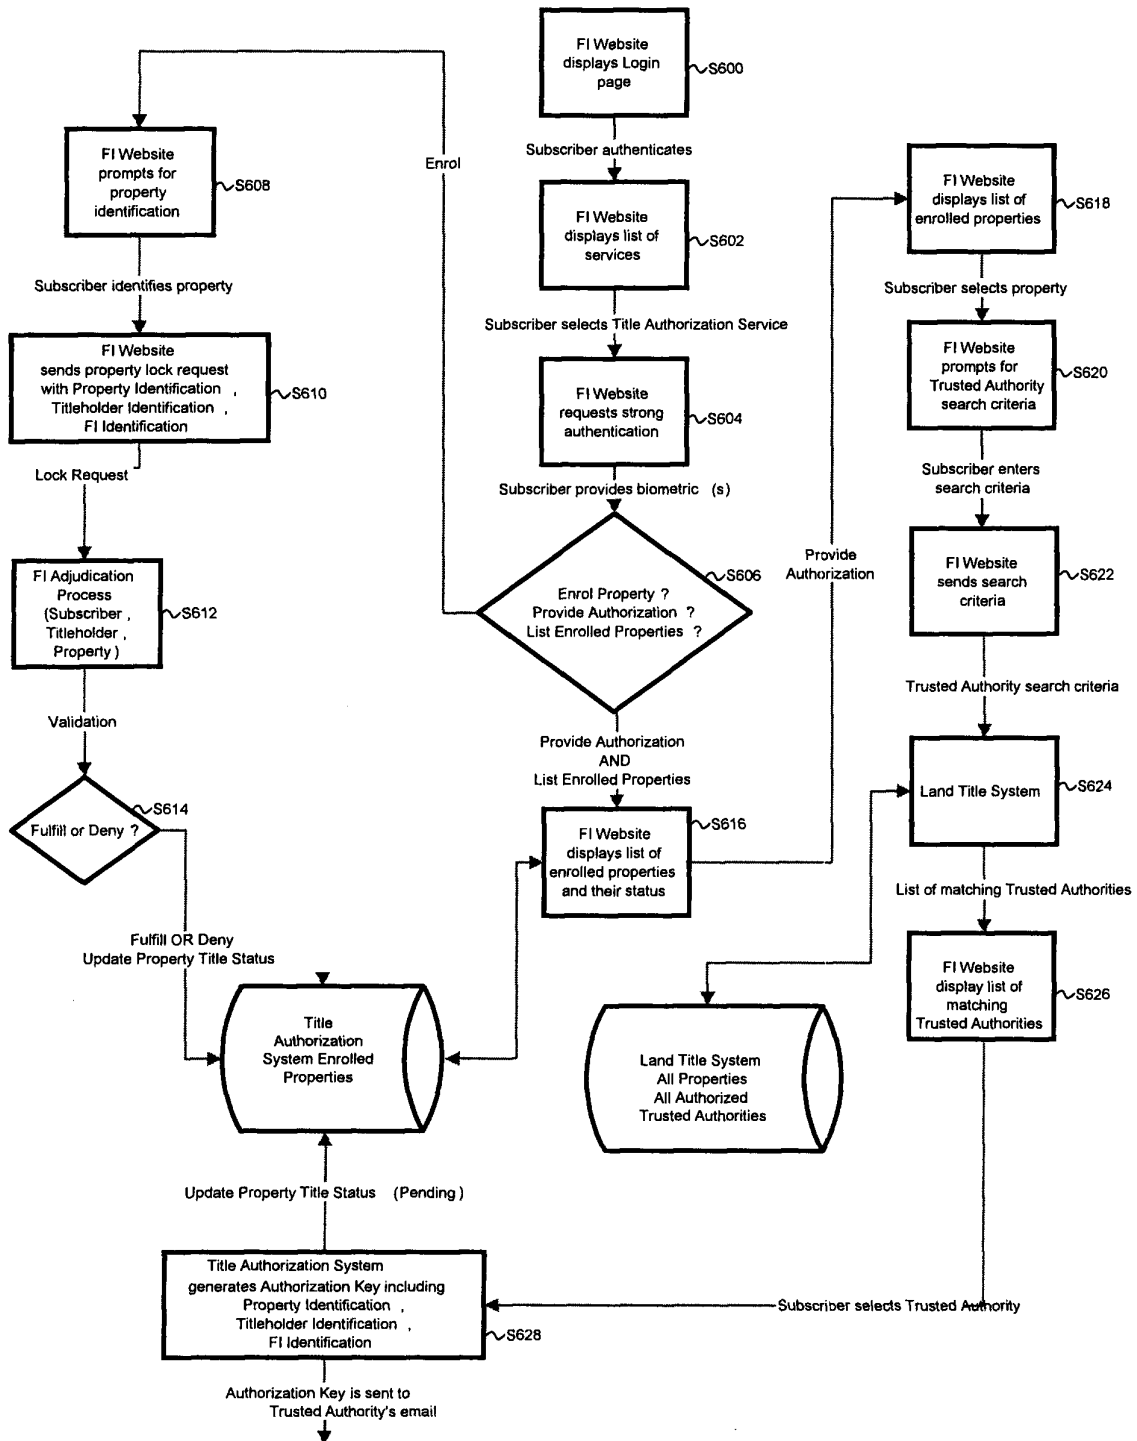 FI Website
displays Login
page
S600
Subscriber authenticates
FI Website
displays list of
services
S602
Subscriber selects Title Authorization Service
FI Website
requests strong
authentication
S604
Subscriber provides biometric (s)
Enrol Property ?
Provide Authorization ?
List Enrolled Properties ?
S606
Enrol
FI Website
prompts for
property
identification
S608
Subscriber identifies property
FI Website
sends property lock request
with Property Identification ,
Titleholder Identification ,
FI Identification
S610
Lock Request
FI Adjudication
Process
(Subscriber ,
Titleholder ,
Property )
S612
Validation
Fulfill or Deny ?
S614
Fulfill OR Deny
Update Property Title Status
Title
Authorization
System Enrolled
Properties
Provide Authorization
AND
List Enrolled Properties
FI Website
displays list of
enrolled properties
and their status
S616
Provide
Authorization
FI Website
displays list of
enrolled properties
S618
Subscriber selects property
FI Website
prompts for
Trusted Authority
search criteria
S620
Subscriber enters
search criteria
FI Website
sends search
criteria
S622
Trusted Authority search criteria
Land Title System
S624
List of matching Trusted Authorities
FI Website
display list of
matching
Trusted Authorities
S626
Land Title System
All Properties
All Authorized
Trusted Authorities
Subscriber selects Trusted Authority
Update Property Title Status (Pending )
Title Authorization System
generates Authorization Key including
Property Identification ,
Titleholder Identification ,
FI Identification
S628
Authorization Key is sent to
Trusted Authority's email